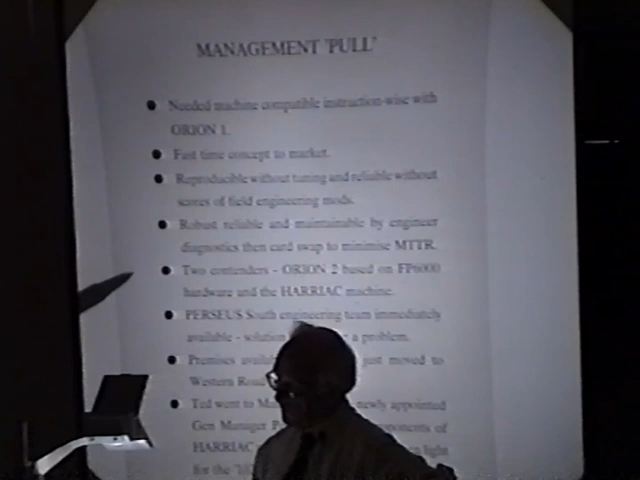 MANAGEMENT "PULL"
Needed machine compatible instruction-wise with
ORION 1.
Fast time concept to market.
Reproducible without tuning and reliable without
scores of field engineering mods.
Robust reliable and maintainable by engineer
diagnostics then card swap to minimise MTTR.
Two contenders - ORION 2 based on FP6000
hardware and the HARRIAC machine.
PERSEUS South engineering team immediately
available - solution a problem.
Premises just moved to
Western Road
Ted went to newly appointed
Gen Manager
HARRIAC light
for the